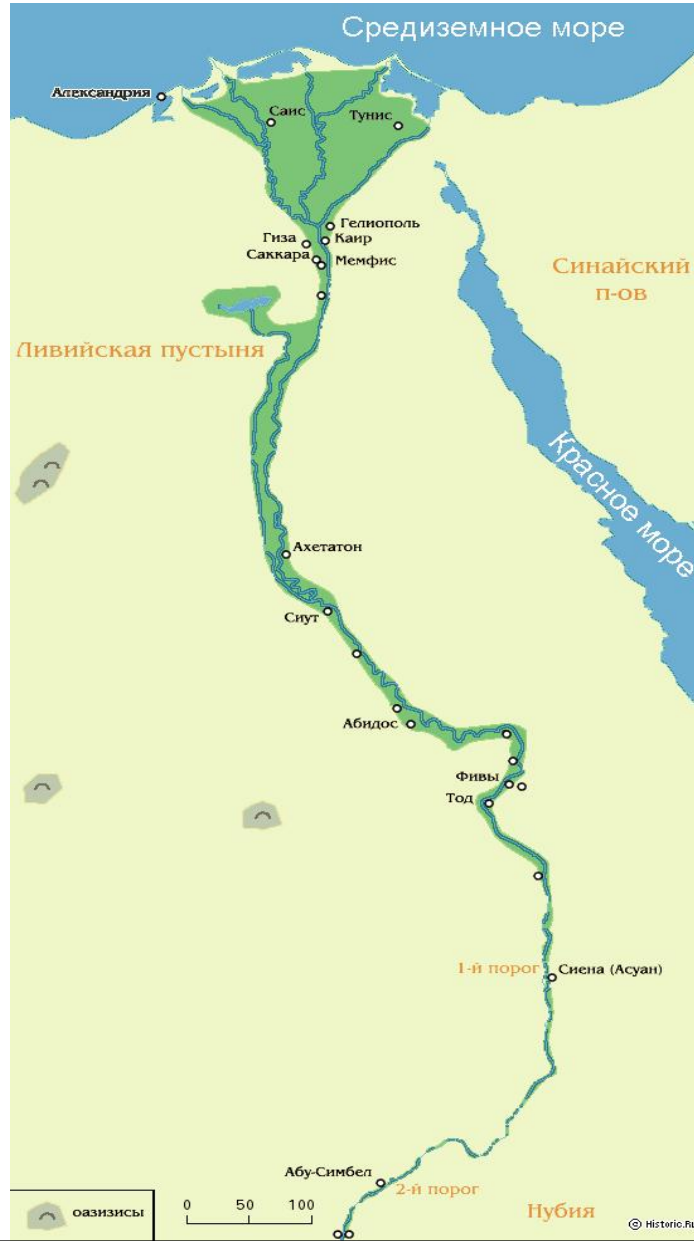 Средиземное море
Александрия
Саис
Тунис
Гелиополь
Гиза
Каир
Саккара
Мемфис
Синайский
п-ов
Ливийская пустыня
Красное море
Ахетатон
Сиут
Абидос
Фивы
Тод
1-й порог
Сиена (Асуан)
Абу-Симбел
2-й порог
Нубия
оазизисы
0 50 100
© Historic.Ru